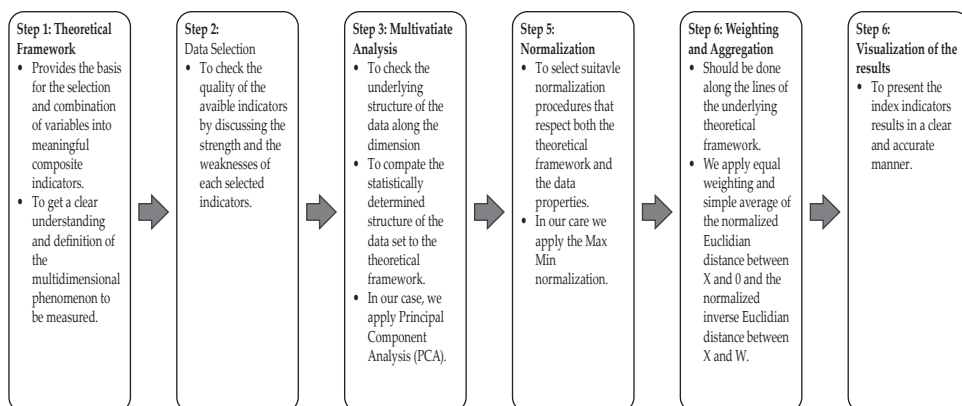 Step 1: Theoretical
Framework
• Provides the basis
for the selection
and combination
of variables into
meaningful
composite
indicators.
• To get a clear
understanding
and definition of
the
multidimensional
phenomenon to
be measured.
Step 2:
Data Selection
• To check the
quality of the
avaible indicators
by discussing the
strength and the
weaknesses of
each selected
indicators.
Step 3: Multivatiate
Analysis
• To check the
underlying
structure of the
data along the
dimension
• To compate the
statistically
determined
structure of the
data set to the
theoretical
framework.
• In our case, we
apply Principal
Component
Analysis (PCA).
Step 5:
Normalization
• To select suitavle
normalization
procedures that
respect both the
theoretical
framework and
the data
properties.
• In our care we
apply the Max
Min
normalization.
Step 6: Weighting
and Aggregation
• Should be done
along the lines of
the underlying
theoretical
framework.
• We apply equal
weighting and
simple average of
the normalized
Euclidian
distance between
X and 0 and the
normalized
inverse Euclidian
distance between
X and W.
Step 6:
Visualization of the
results
• To present the
index indicators
results in a clear
and accurate
manner.